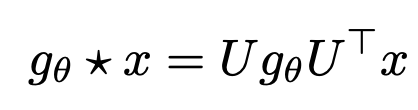 g_θ ⋆ x = U g_θ U^⊤ x